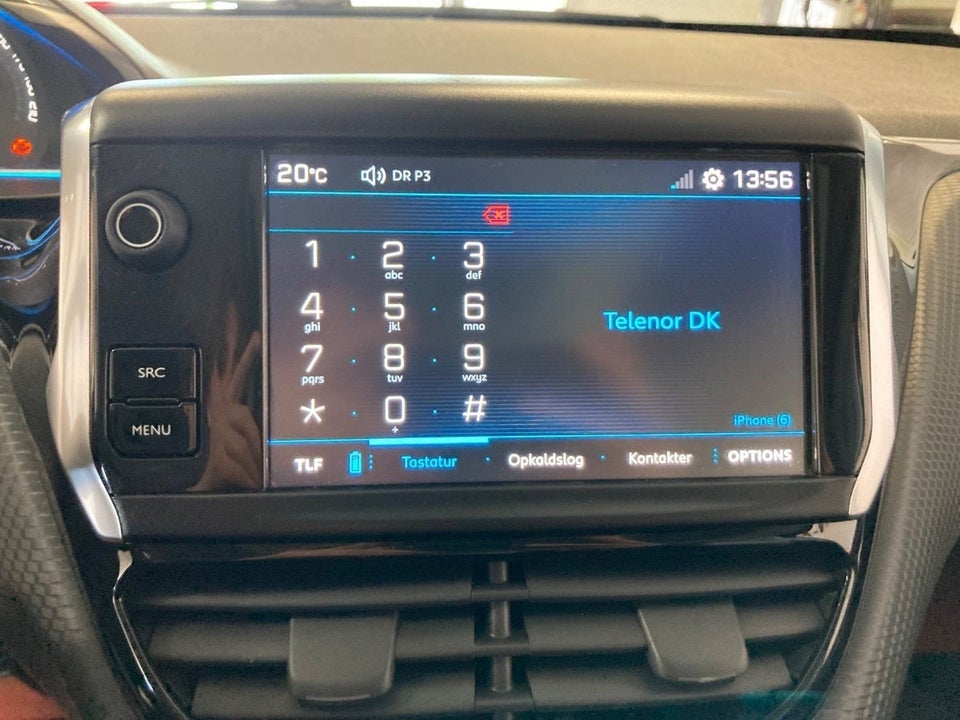 20°C DR P3 13:56
1 2 3
abc def
4 5 6
ghi jkl mno
Telenor DK
7 8 9
pqrs tuv wxyz
* 0 #
+
iPhone (6)
TLF Tastatur Opkaldslog Kontakter OPTIONS
SRC
MENU